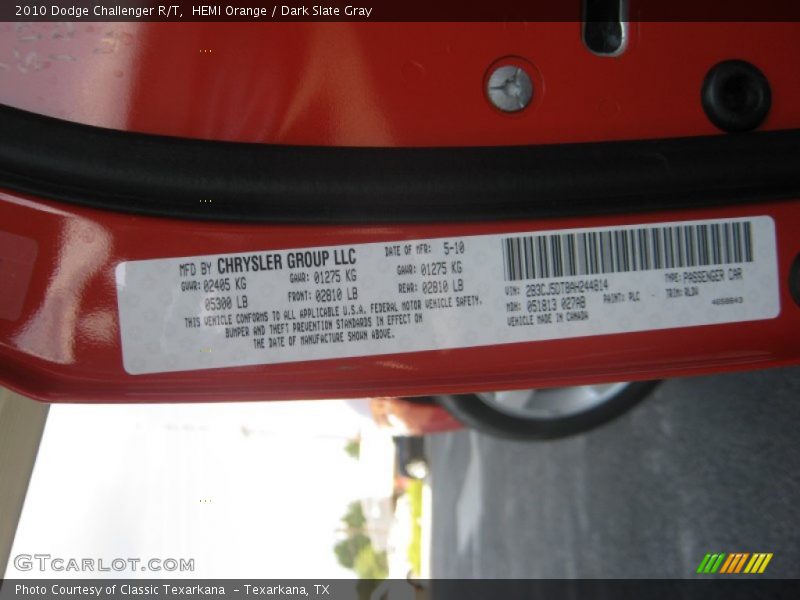 2010 Dodge Challenger R/T,  HEMI Orange / Dark Slate Gray
MFD BY CHRYSLER GROUP LLC
DATE OF MFR: 5-10
GVWR: 02405 KG
GAWR: 01275 KG
GAWR: 01275 KG
05300 LB
FRONT: 02810 LB
REAR: 02810 LB
THIS VEHICLE CONFORMS TO ALL APPLICABLE U.S.A. FEDERAL MOTOR VEHICLE SAFETY,
BUMPER AND THEFT PREVENTION STANDARDS IN EFFECT ON
THE DATE OF MANUFACTURE SHOWN ABOVE.
VIN: 2B3CJ5DT8AH244814
TYPE: PASSENGER CAR
MDH: 051813 027AB
PAINT: PLC
TRIM: RLDA
VEHICLE MADE IN CANADA
GTCARLOT.COM
Photo Courtesy of Classic Texarkana  - Texarkana, TX